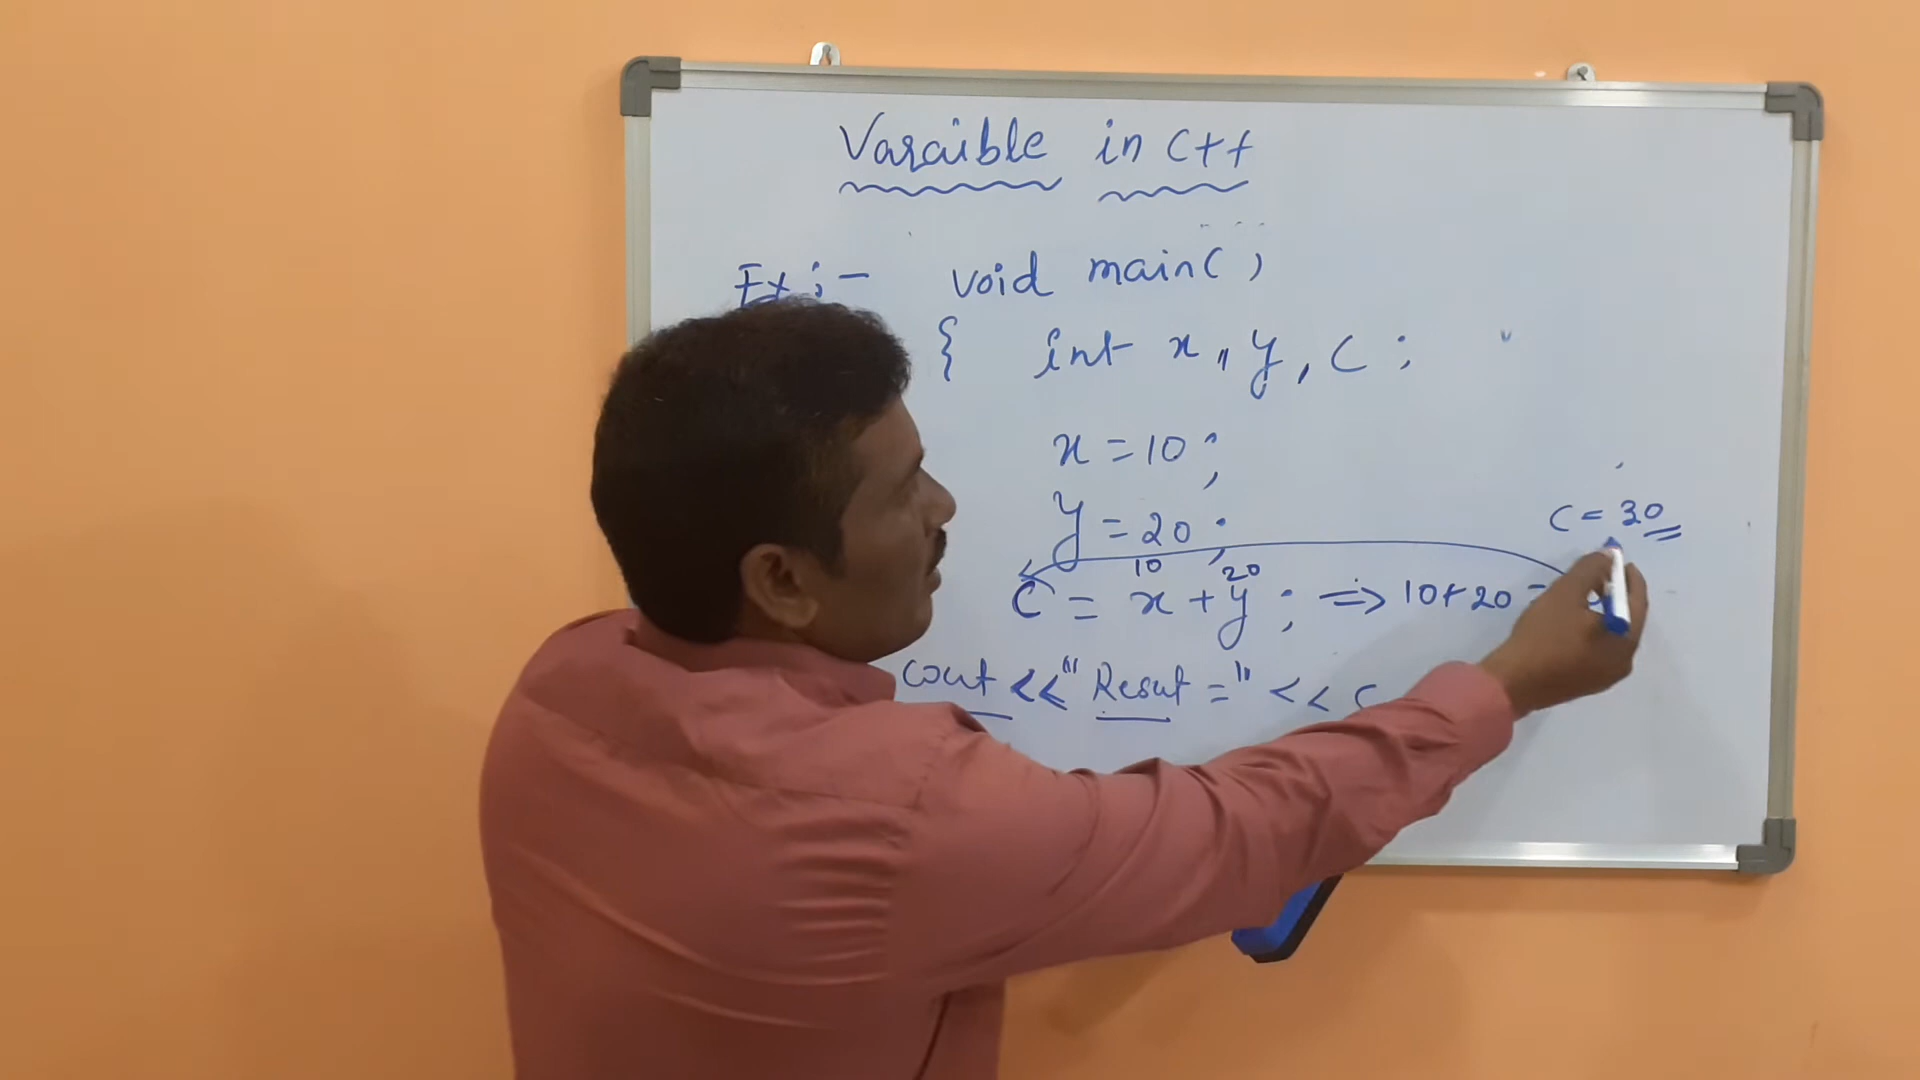 Varaible in C++
Ex:- void main()
{ int x, y, c;
x = 10;
y = 20;
c = 30
10 20
c = x + y; => 10+20 =
cout << "Resut =" << c